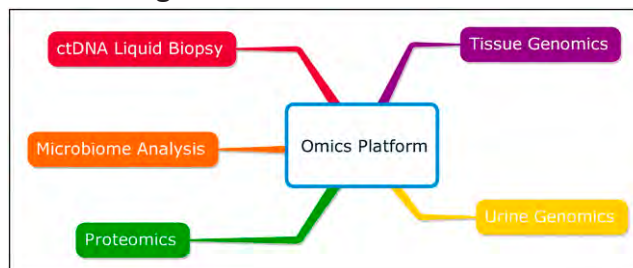 ctDNA Liquid Biopsy
Tissue Genomics
Omics Platform
Microbiome Analysis
Urine Genomics
Proteomics